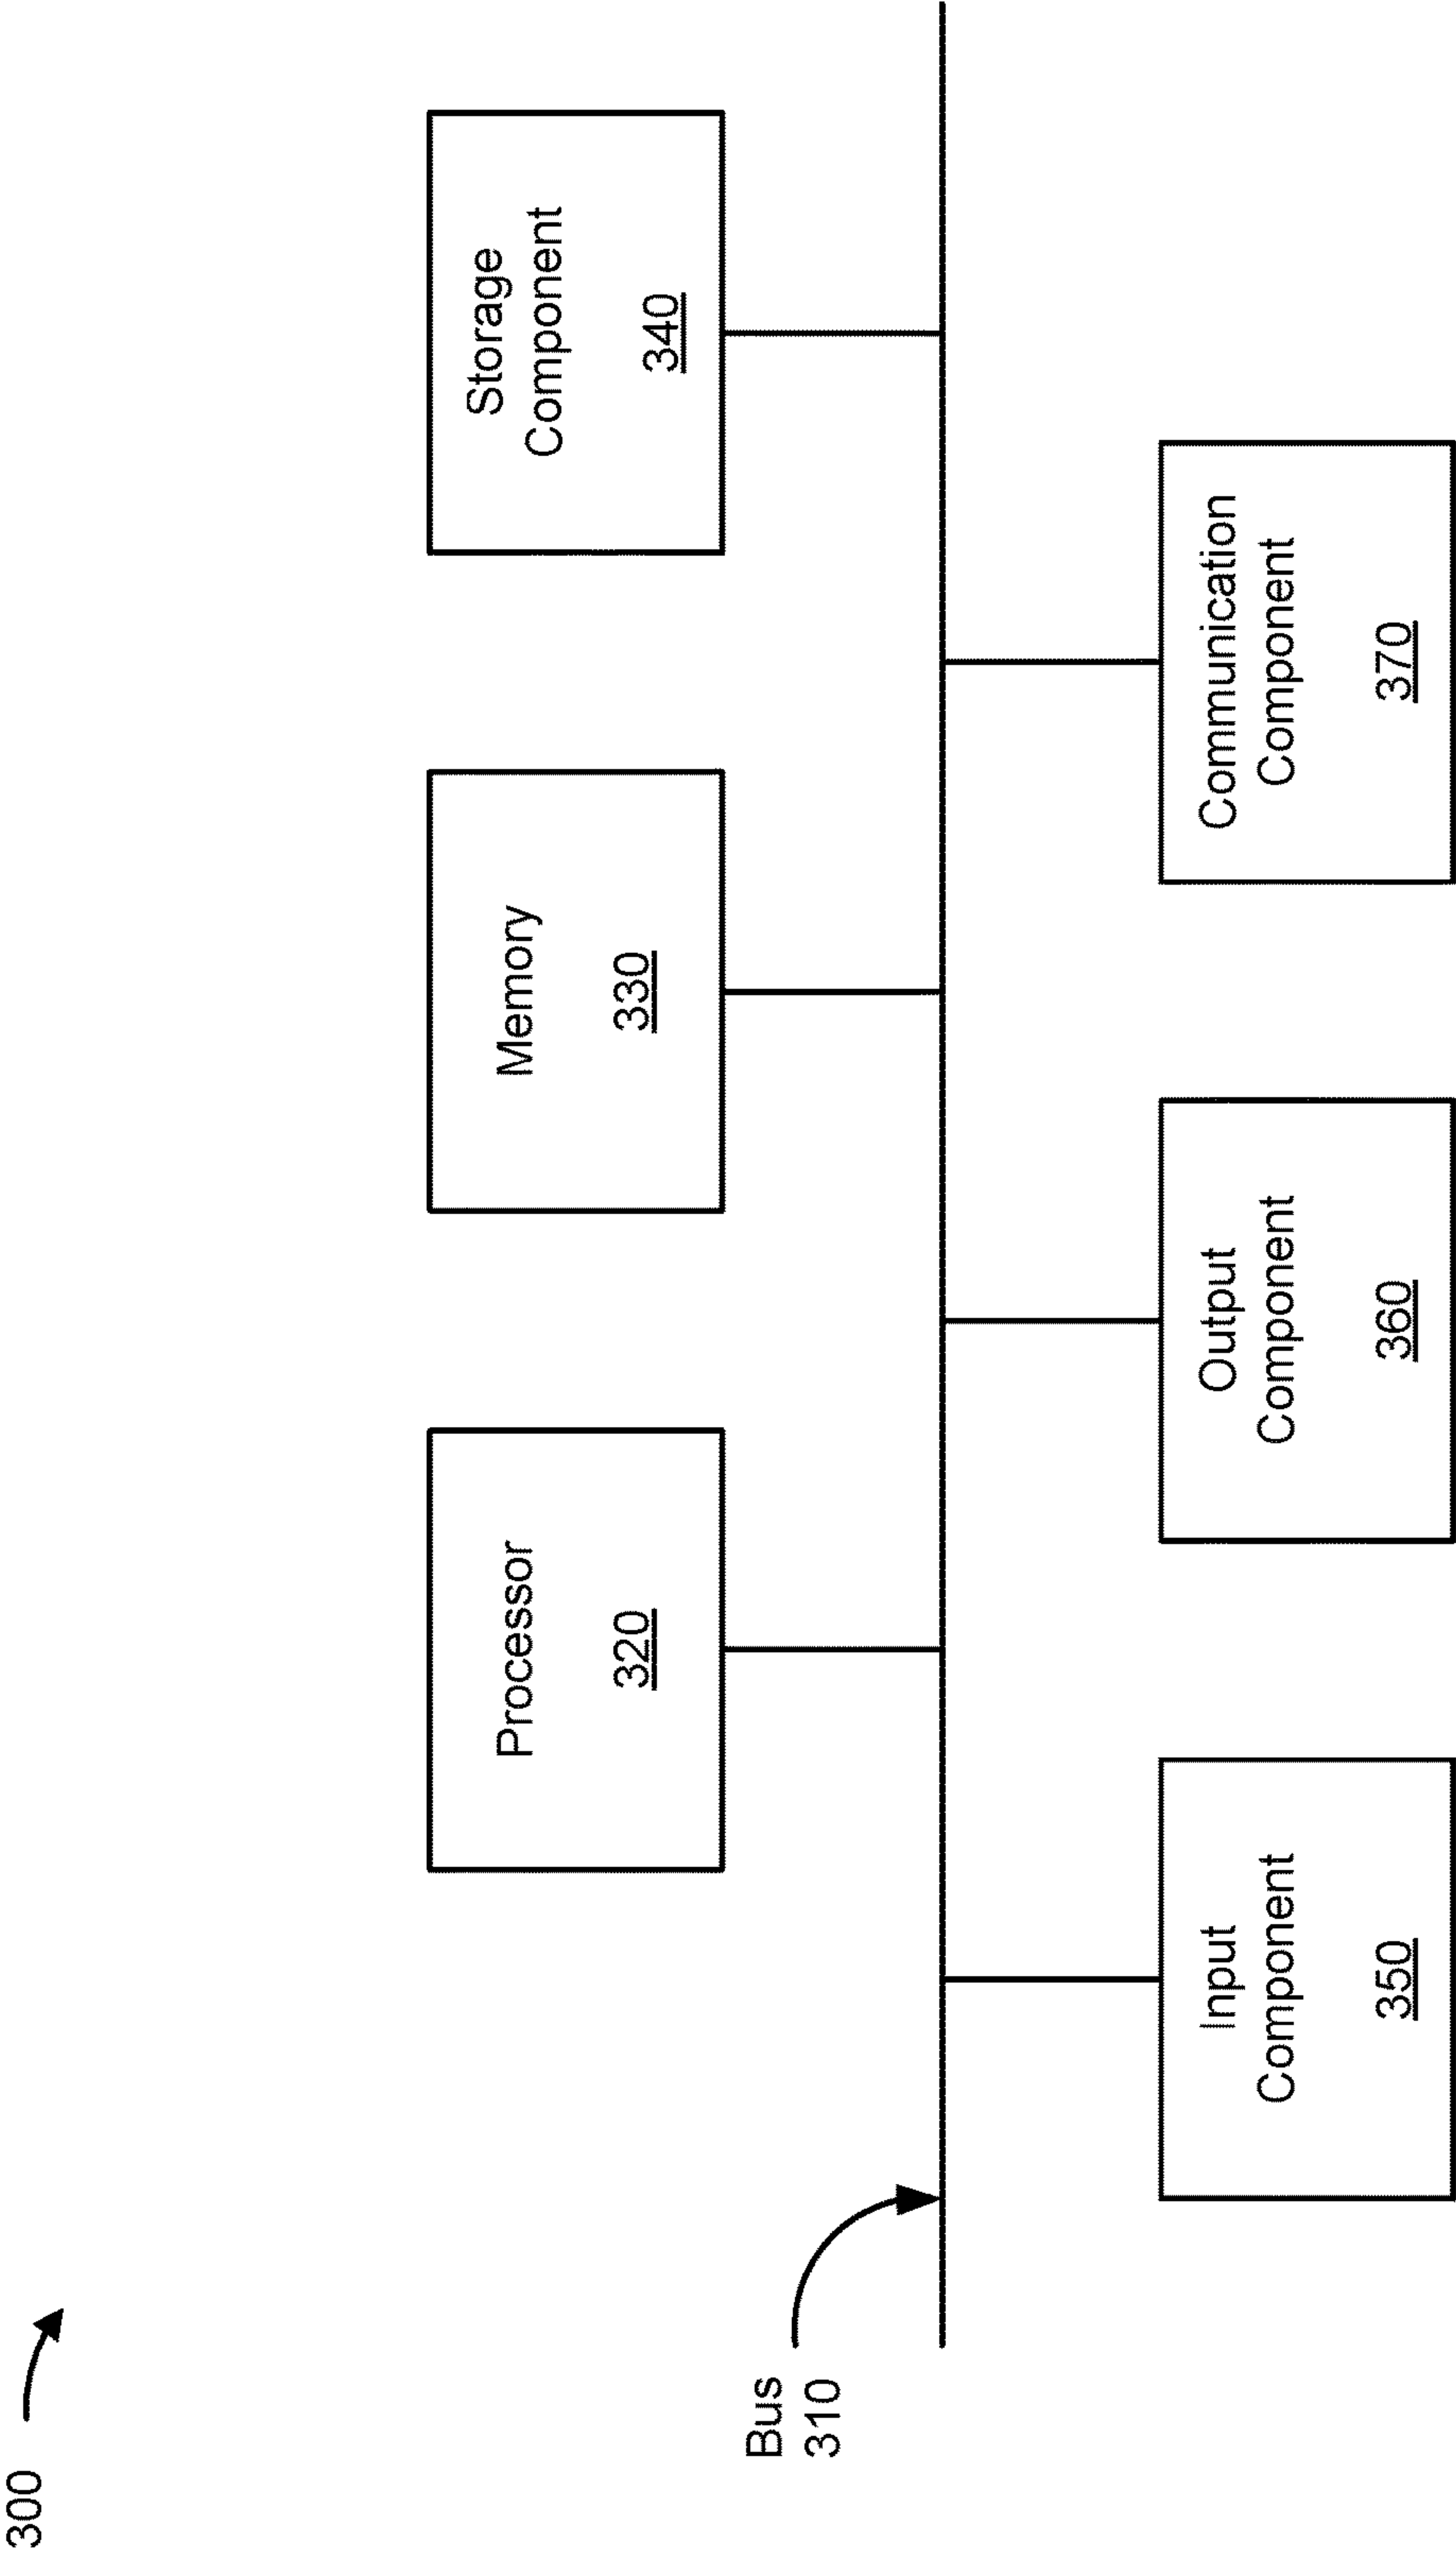 300
Processor
320
Memory
330
Storage
Component
340
Bus
310
Input
Component
350
Output
Component
360
Communication
Component
370